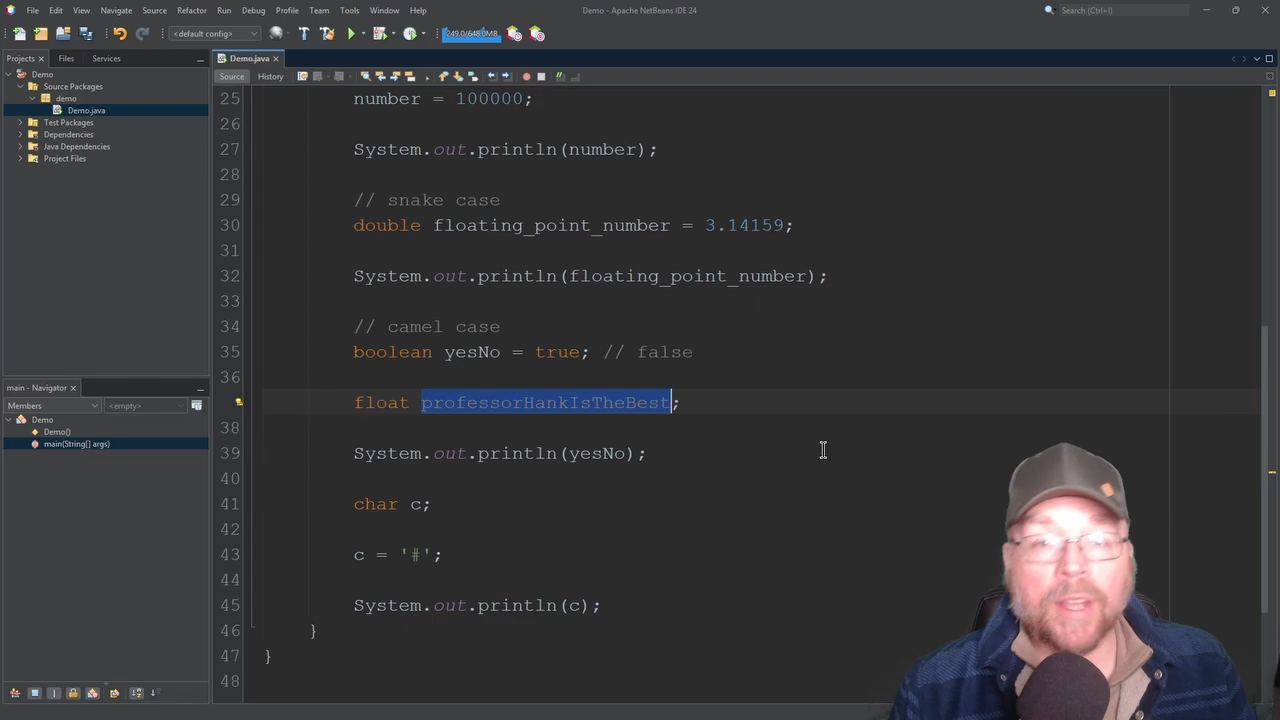 File Edit View Navigate Source Refactor Run Debug Profile Team Tools Window Help
Demo - Apache NetBeans IDE 24
Search (Ctrl+I)
<default config>
249.0/648.0MB
Projects Files Services
Demo.java
Source History
Demo
Source Packages
demo
Demo.java
Test Packages
Dependencies
Java Dependencies
Project Files
main - Navigator
Members <empty>
Demo
Demo()
main(String[] args)
25 number = 100000;
26
27 System.out.println(number);
28
29 // snake case
30 double floating_point_number = 3.14159;
31
32 System.out.println(floating_point_number);
33
34 // camel case
35 boolean yesNo = true; // false
36
float professorHankIsTheBest;
38
39 System.out.println(yesNo);
40
41 char c;
42
43 c = '#';
44
45 System.out.println(c);
46 }
47 }
48